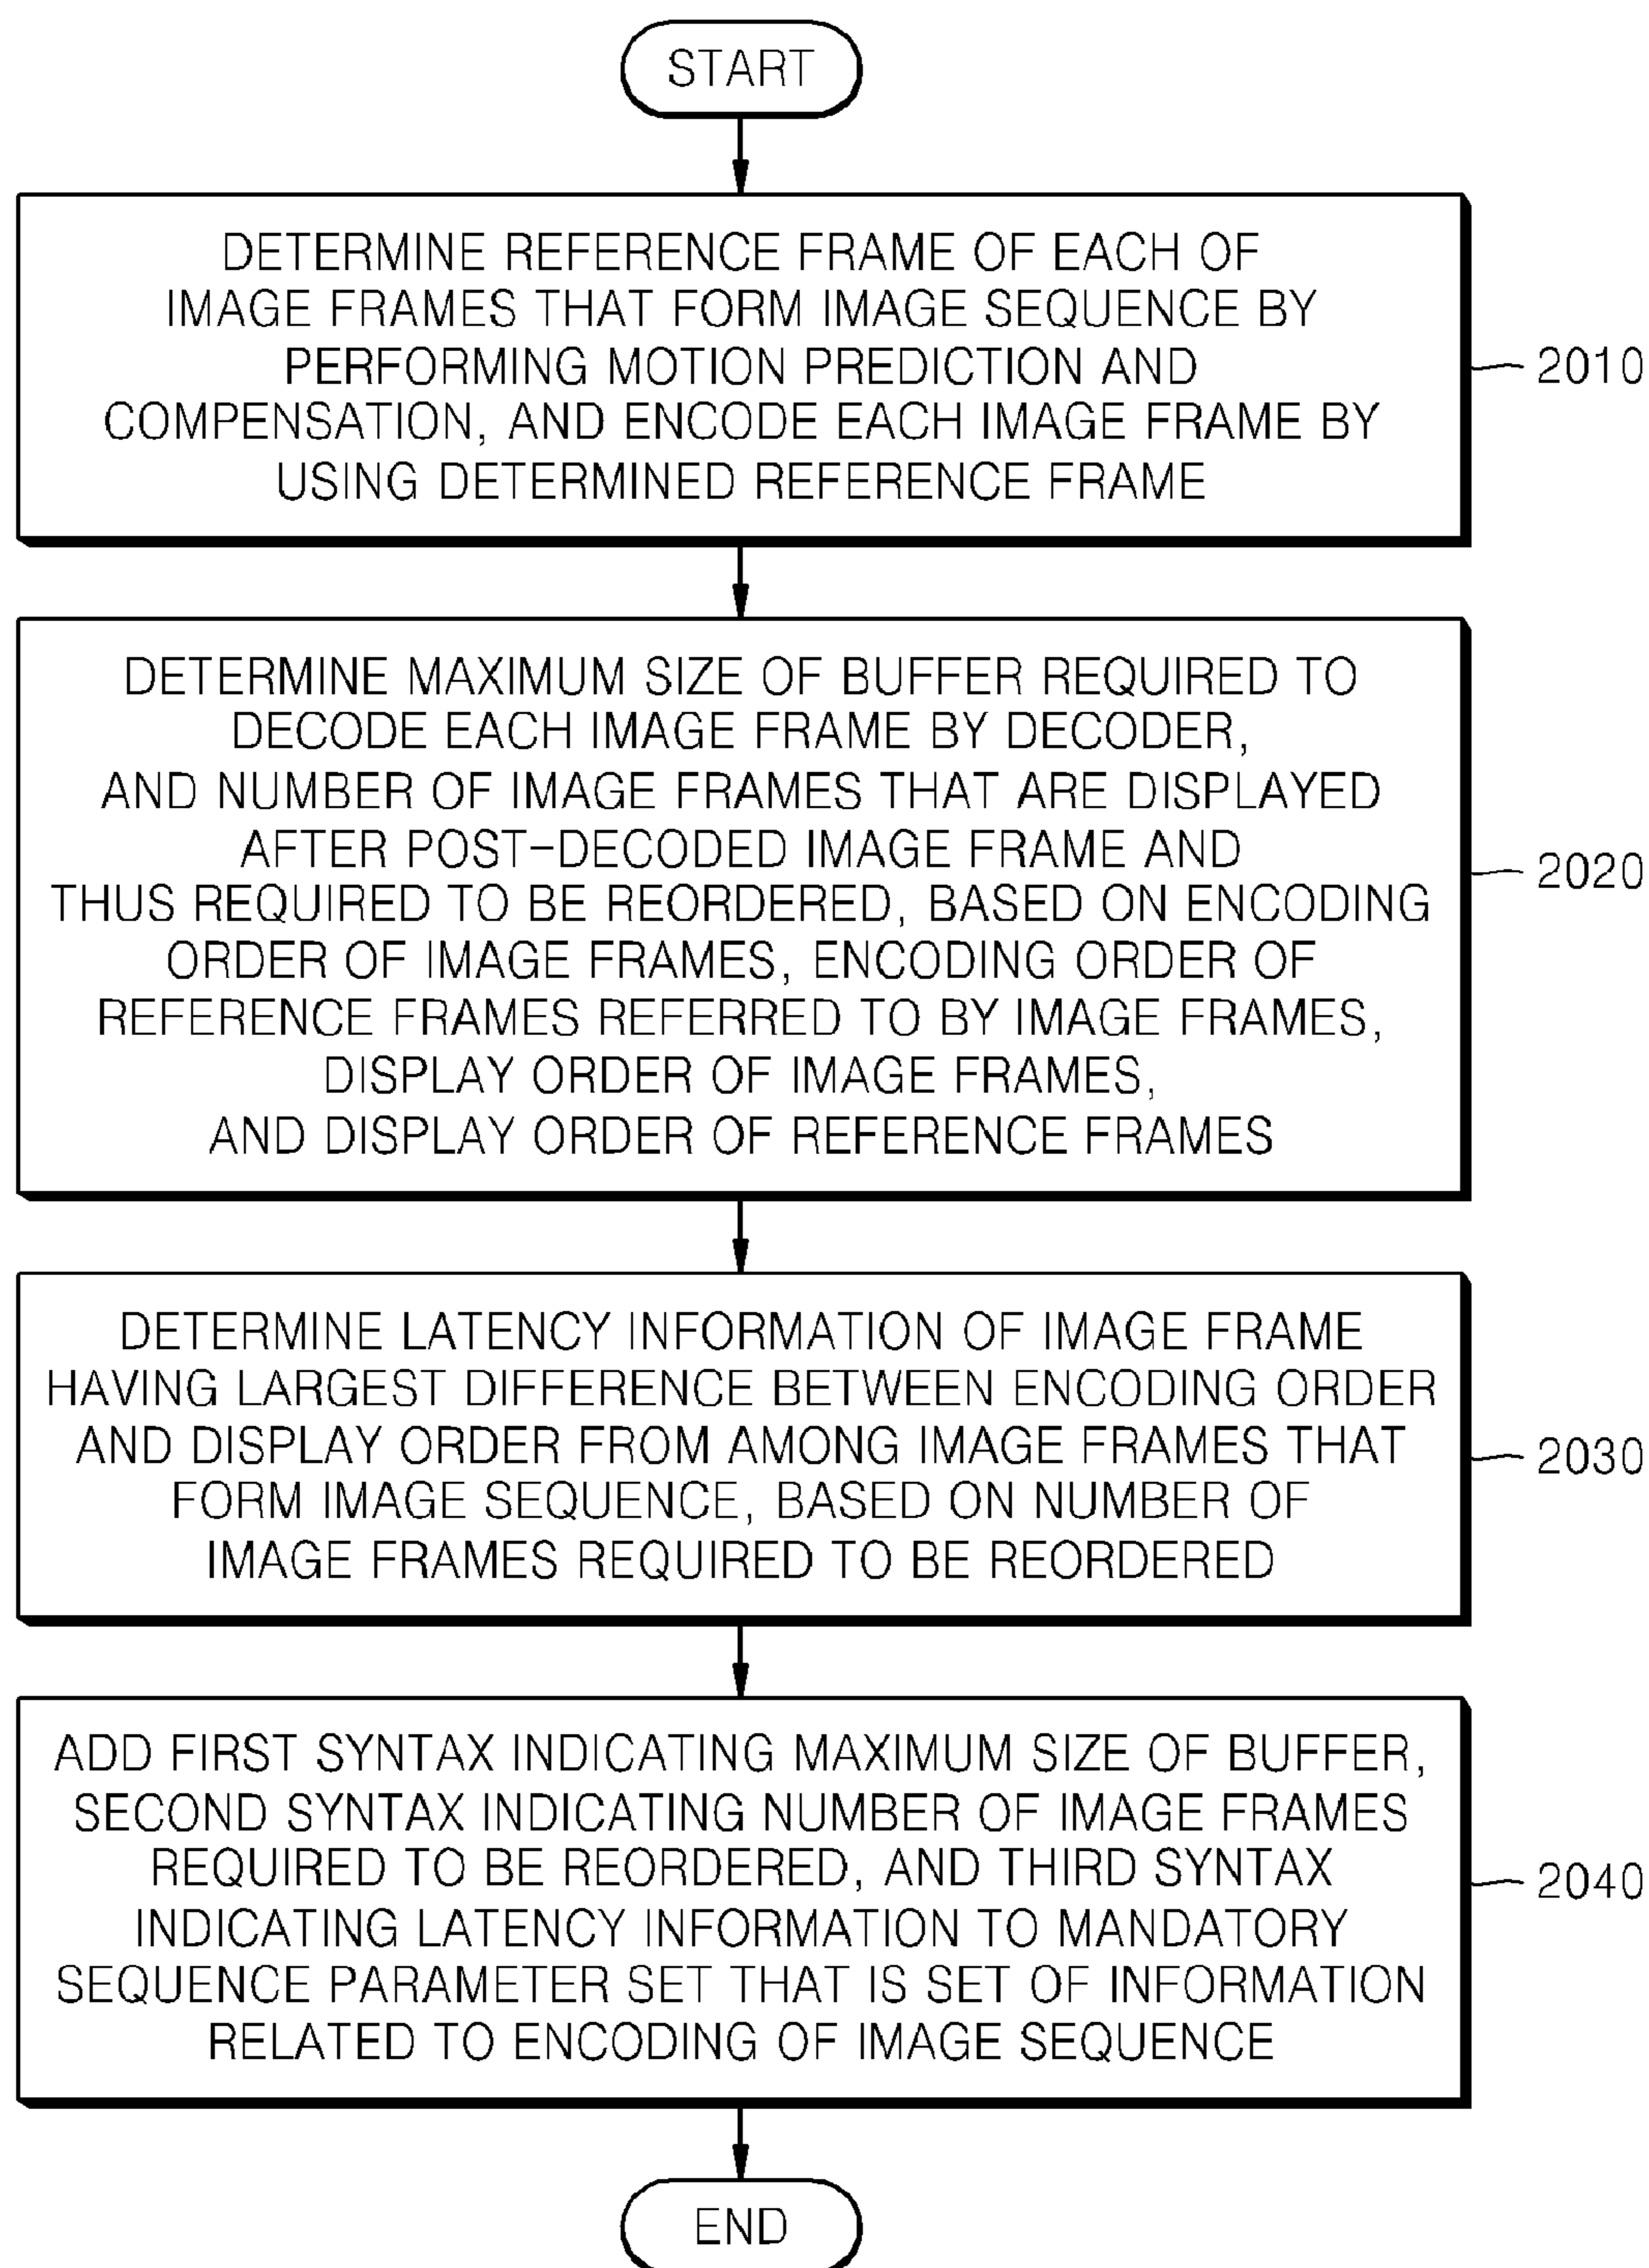 START
DETERMINE REFERENCE FRAME OF EACH OF
IMAGE FRAMES THAT FORM IMAGE SEQUENCE BY
PERFORMING MOTION PREDICTION AND
COMPENSATION, AND ENCODE EACH IMAGE FRAME BY
USING DETERMINED REFERENCE FRAME
2010
DETERMINE MAXIMUM SIZE OF BUFFER REQUIRED TO
DECODE EACH IMAGE FRAME BY DECODER,
AND NUMBER OF IMAGE FRAMES THAT ARE DISPLAYED
AFTER POST-DECODED IMAGE FRAME AND
THUS REQUIRED TO BE REORDERED, BASED ON ENCODING
ORDER OF IMAGE FRAMES, ENCODING ORDER OF
REFERENCE FRAMES REFERRED TO BY IMAGE FRAMES,
DISPLAY ORDER OF IMAGE FRAMES,
AND DISPLAY ORDER OF REFERENCE FRAMES
2020
DETERMINE LATENCY INFORMATION OF IMAGE FRAME
HAVING LARGEST DIFFERENCE BETWEEN ENCODING ORDER
AND DISPLAY ORDER FROM AMONG IMAGE FRAMES THAT
FORM IMAGE SEQUENCE, BASED ON NUMBER OF
IMAGE FRAMES REQUIRED TO BE REORDERED
2030
ADD FIRST SYNTAX INDICATING MAXIMUM SIZE OF BUFFER,
SECOND SYNTAX INDICATING NUMBER OF IMAGE FRAMES
REQUIRED TO BE REORDERED, AND THIRD SYNTAX
INDICATING LATENCY INFORMATION TO MANDATORY
SEQUENCE PARAMETER SET THAT IS SET OF INFORMATION
RELATED TO ENCODING OF IMAGE SEQUENCE
2040
END